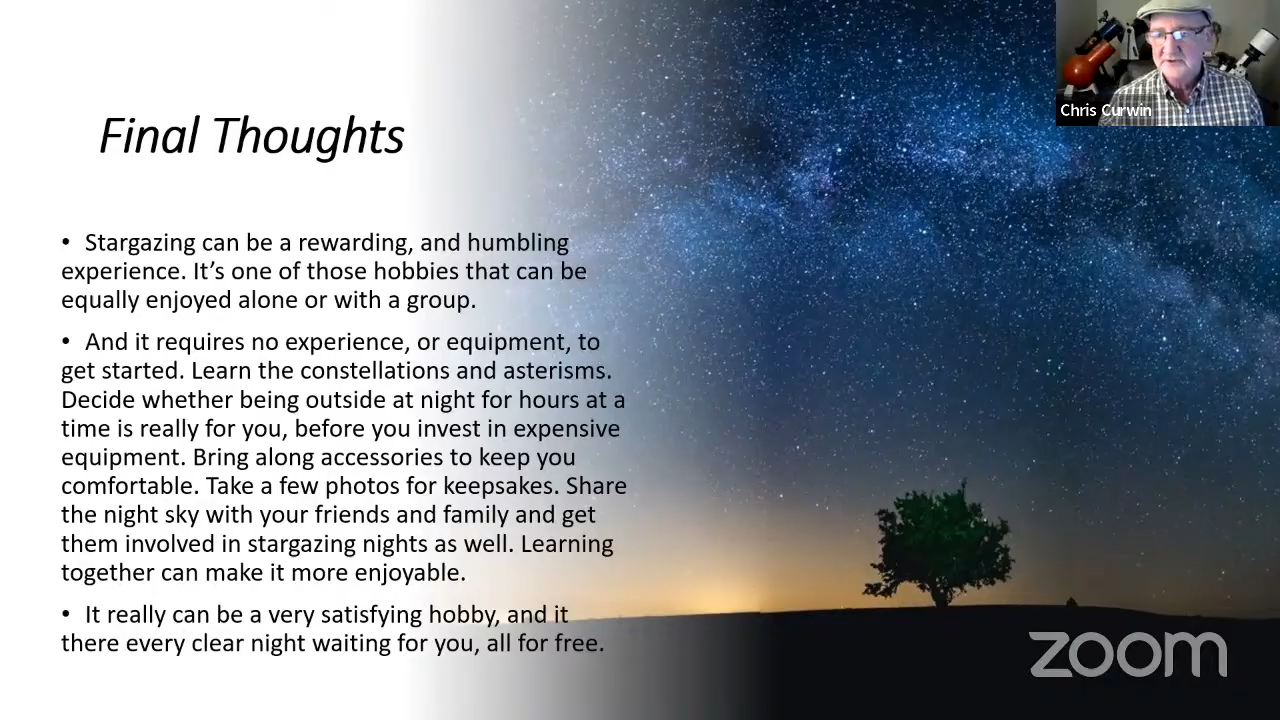 Final Thoughts
• Stargazing can be a rewarding, and humbling
experience. It’s one of those hobbies that can be
equally enjoyed alone or with a group.
• And it requires no experience, or equipment, to
get started. Learn the constellations and asterisms.
Decide whether being outside at night for hours at a
time is really for you, before you invest in expensive
equipment. Bring along accessories to keep you
comfortable. Take a few photos for keepsakes. Share
the night sky with your friends and family and get
them involved in stargazing nights as well. Learning
together can make it more enjoyable.
• It really can be a very satisfying hobby, and it
there every clear night waiting for you, all for free.
Chris Curwin
zoom